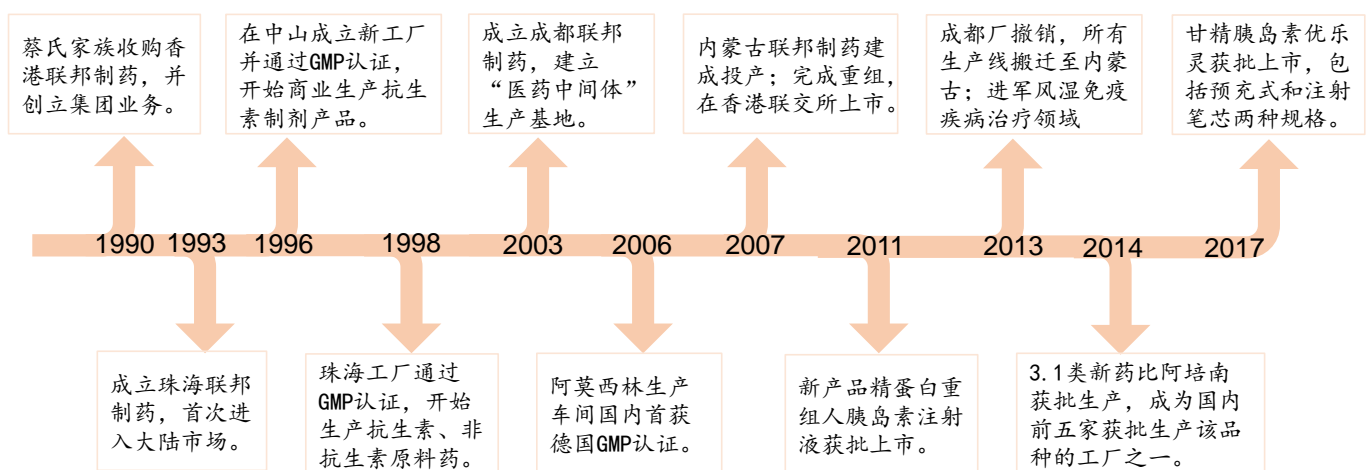 蔡氏家族收购香
港联邦制药，并
创立集团业务。
在中山成立新工厂
并通过GMP认证，
开始商业生产抗生
素制剂产品。
成立成都联邦
制药，建立
“医药中间体”
生产基地。
内蒙古联邦制药建
成投产；完成重组，
在香港联交所上市。
成都厂撤销，所有
生产线搬迁至内蒙
古；进军风湿免疫
疾病治疗领域
甘精胰岛素优乐
灵获批上市，包
括预充式和注射
笔芯两种规格。
1990 1993 1996 1998 2003 2006 2007 2011 2013 2014 2017
成立珠海联邦
制药，首次进
入大陆市场。
珠海工厂通过
GMP认证，开始
生产抗生素、非
抗生素原料药。
阿莫西林生产
车间国内首获
德国GMP认证。
新产品精蛋白重
组人胰岛素注射
液获批上市。
3.1类新药比阿培南
获批生产，成为国内
前五家获批生产该品
种的工厂之一。